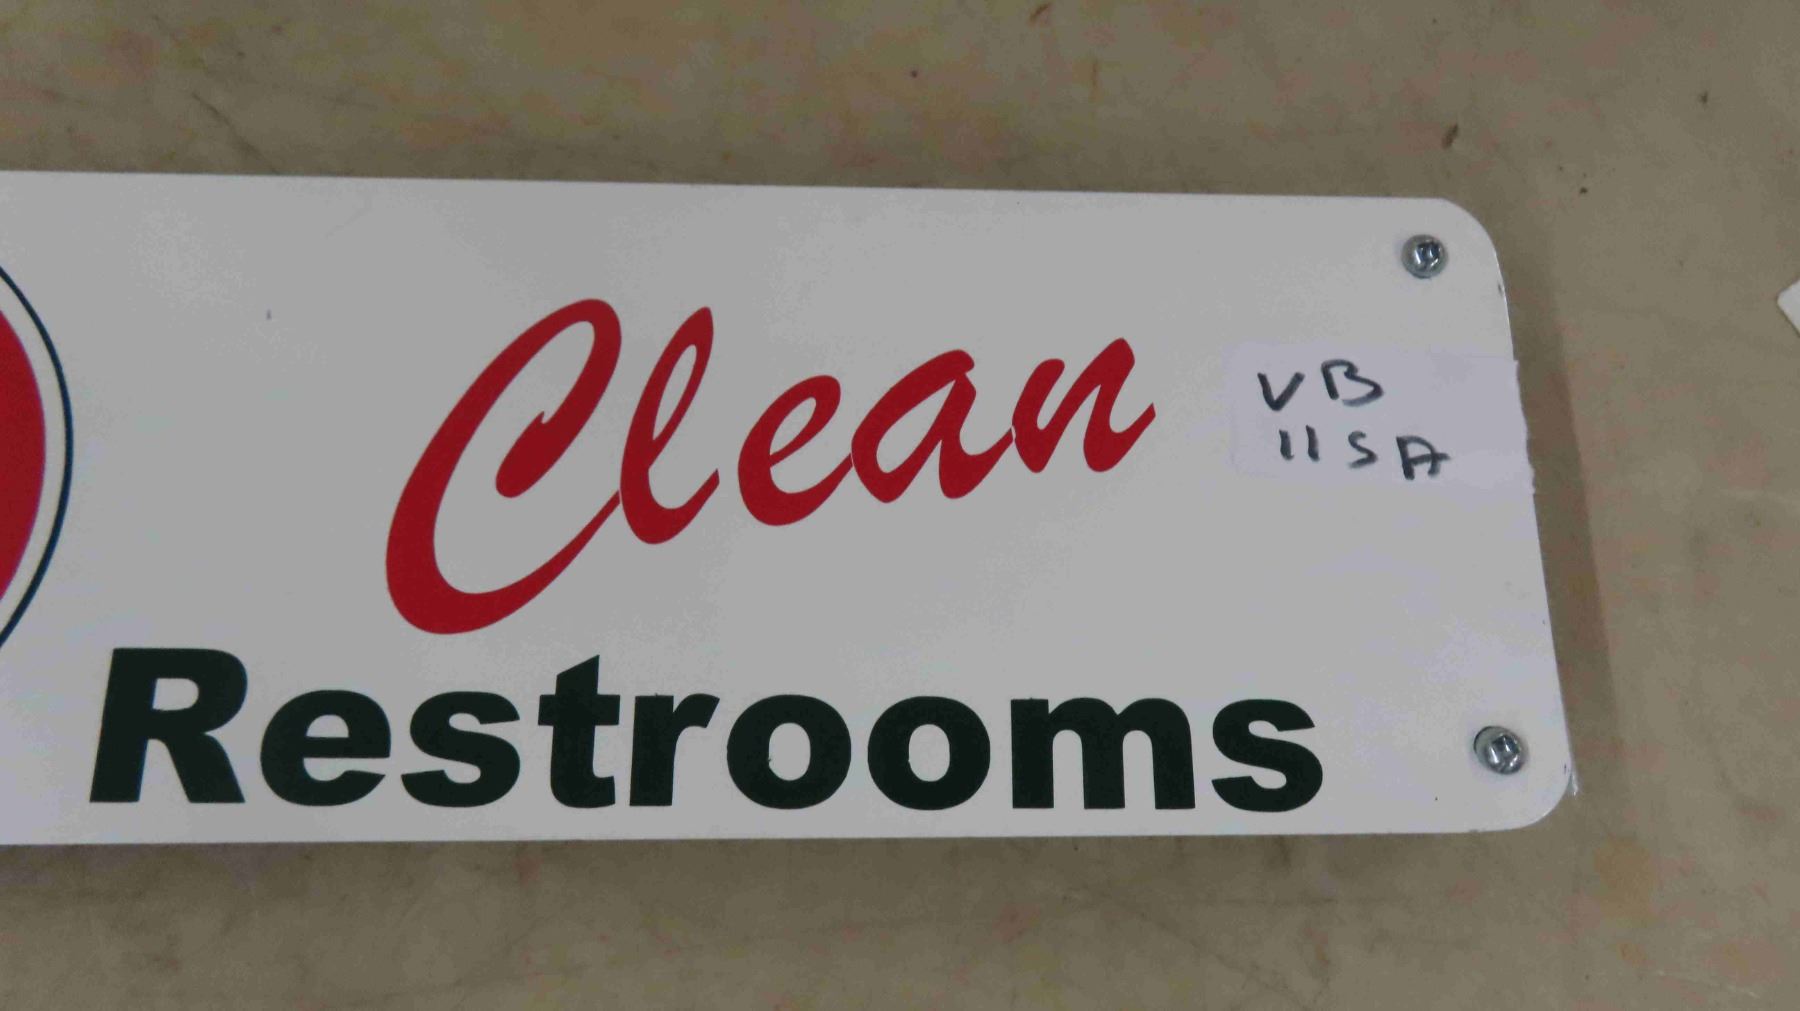 Clean
VB
115A
Restrooms